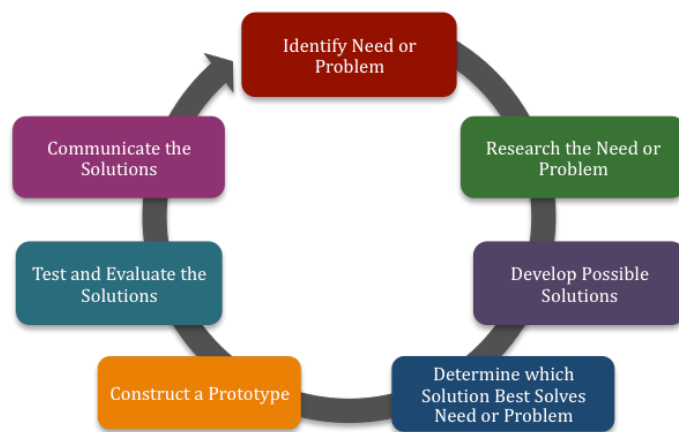 Identify Need or
Problem
Research the Need or
Problem
Develop Possible
Solutions
Determine which
Solution Best Solves
Need or Problem
Construct a Prototype
Test and Evaluate the
Solutions
Communicate the
Solutions